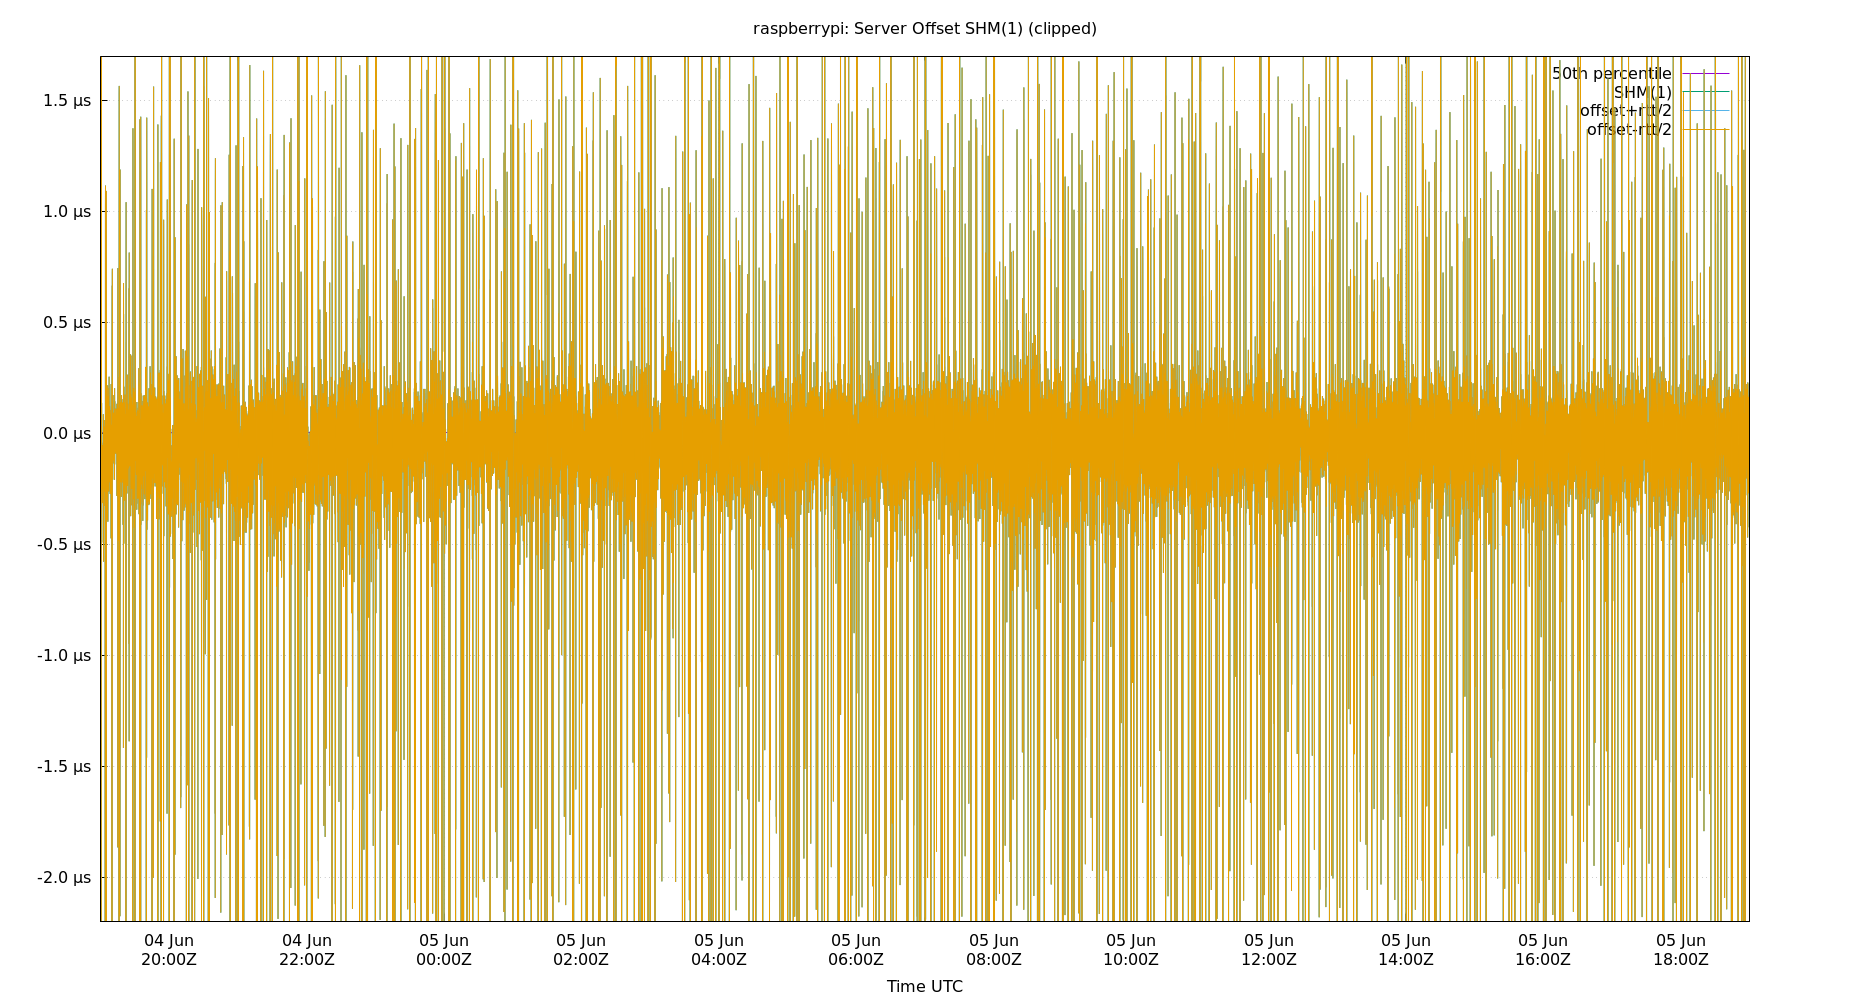 raspberrypi: Server Offset SHM(1) (clipped)
50th percentile
SHM(1)
offset+rtt/2
offset-rtt/2
1.5 µs
1.0 µs
0.5 µs
0.0 µs
-0.5 µs
-1.0 µs
-1.5 µs
-2.0 µs
04 Jun 04 Jun 05 Jun 05 Jun 05 Jun 05 Jun 05 Jun 05 Jun 05 Jun 05 Jun 05 Jun 05 Jun
20:00Z 22:00Z 00:00Z 02:00Z 04:00Z 06:00Z 08:00Z 10:00Z 12:00Z 14:00Z 16:00Z 18:00Z
Time UTC